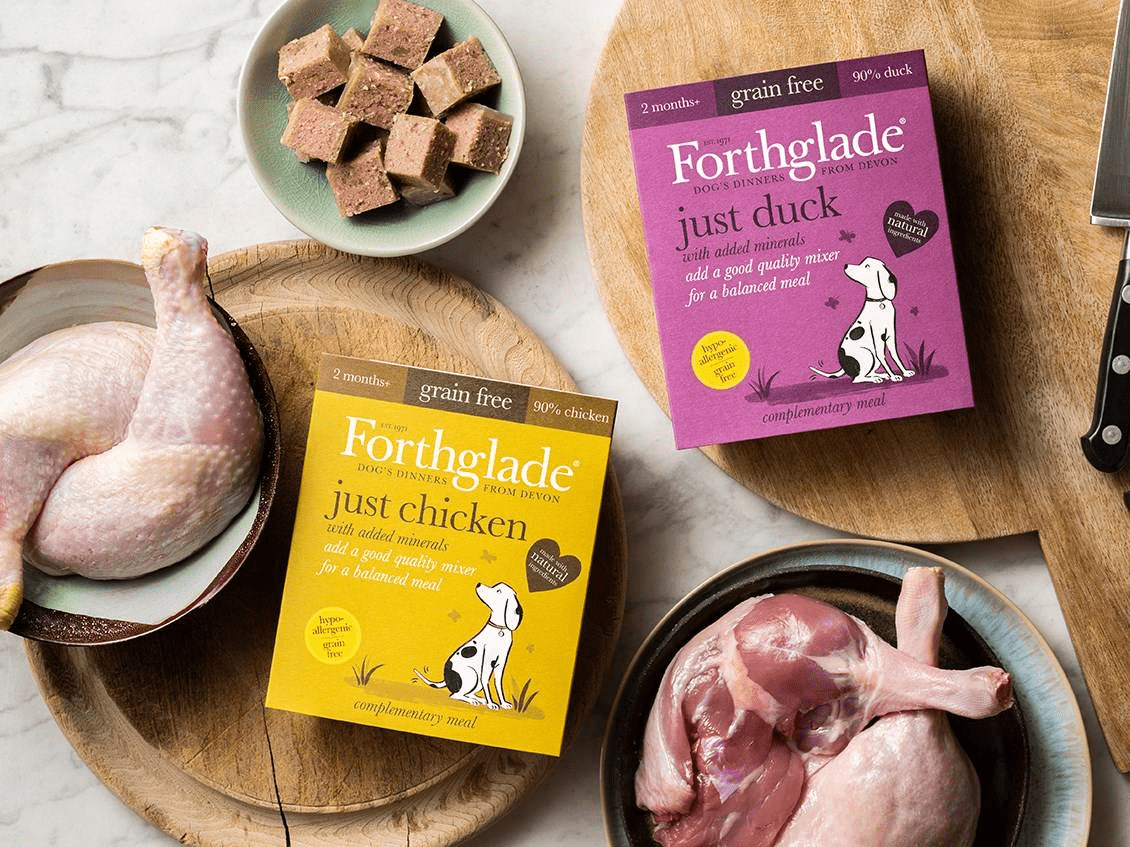 2 months+
grain free
90% duck
EST. 1971
Forthglade®
DOG'S DINNERS FROM DEVON
just duck
with added minerals
add a good quality mixer
for a balanced meal
made with
natural
ingredients
hypo-
allergenic
grain
free
complementary meal
2 months+
grain free
90% chicken
EST. 1971
Forthglade®
DOG'S DINNERS FROM DEVON
just chicken
with added minerals
add a good quality mixer
for a balanced meal
made with
natural
ingredients
hypo-
allergenic
grain
free
complementary meal